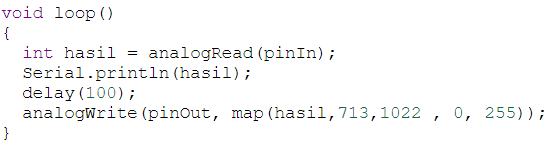 void loop()
{
  int hasil = analogRead(pinIn);
  Serial.println(hasil);
  delay(100);
  analogWrite(pinOut, map(hasil,713,1022 , 0, 255));
}